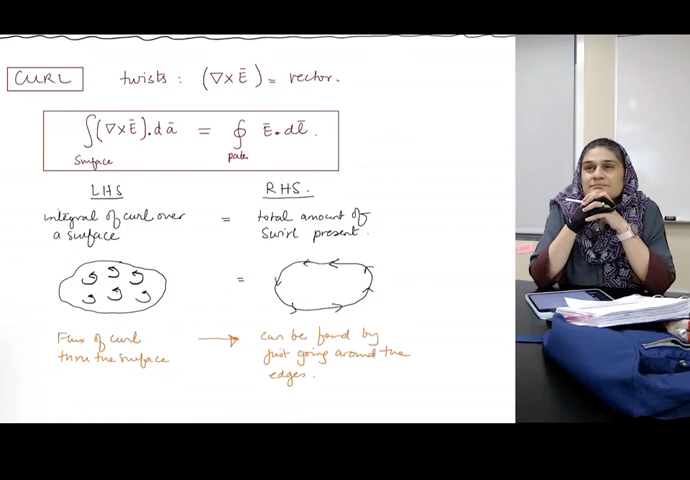 CURL twists: (∇×Ē) = vector.
∫(∇×Ē).dā = ∮ Ē.dl̄.
Surface path
LHS RHS.
integral of curl over = total amount of
a surface swirl present.
=
Flux of curl → can be found by
thru the surface just going around the
edges.